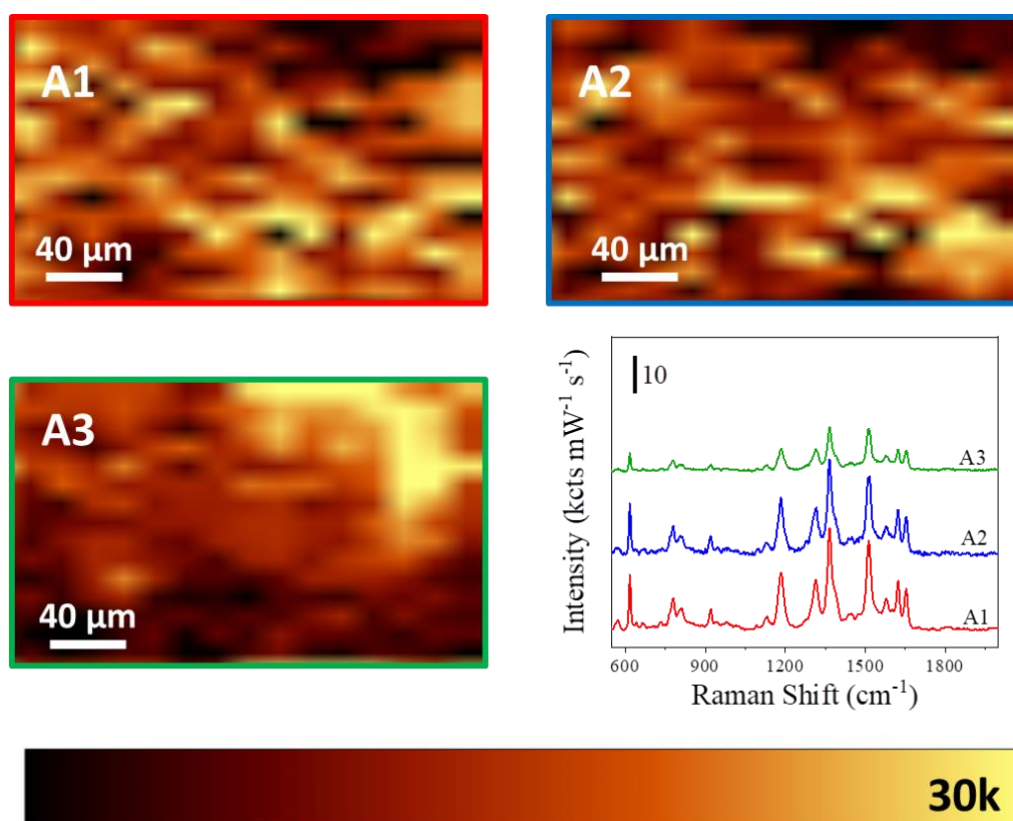 A1
40 µm
A2
40 µm
A3
40 µm
Intensity (kcts mW⁻¹ s⁻¹)
10
A3
A2
A1
600 900 1200 1500 1800
Raman Shift (cm⁻¹)
30k